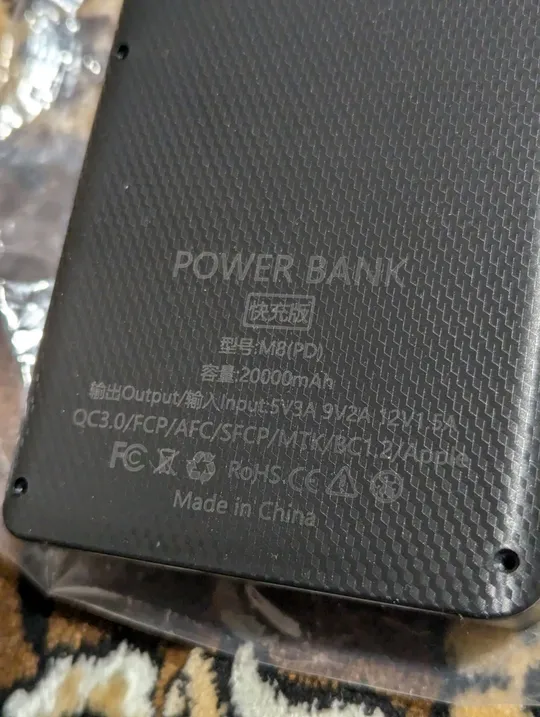 POWER BANK
快充版
型号:M8(PD)
容量:20000mAh
输出Output/输入Input:5V3A 9V2A 12V1.5A
QC3.0/FCP/AFC/SFCP/MTK/BC1.2/Apple
FC RoHS CE
Made in China